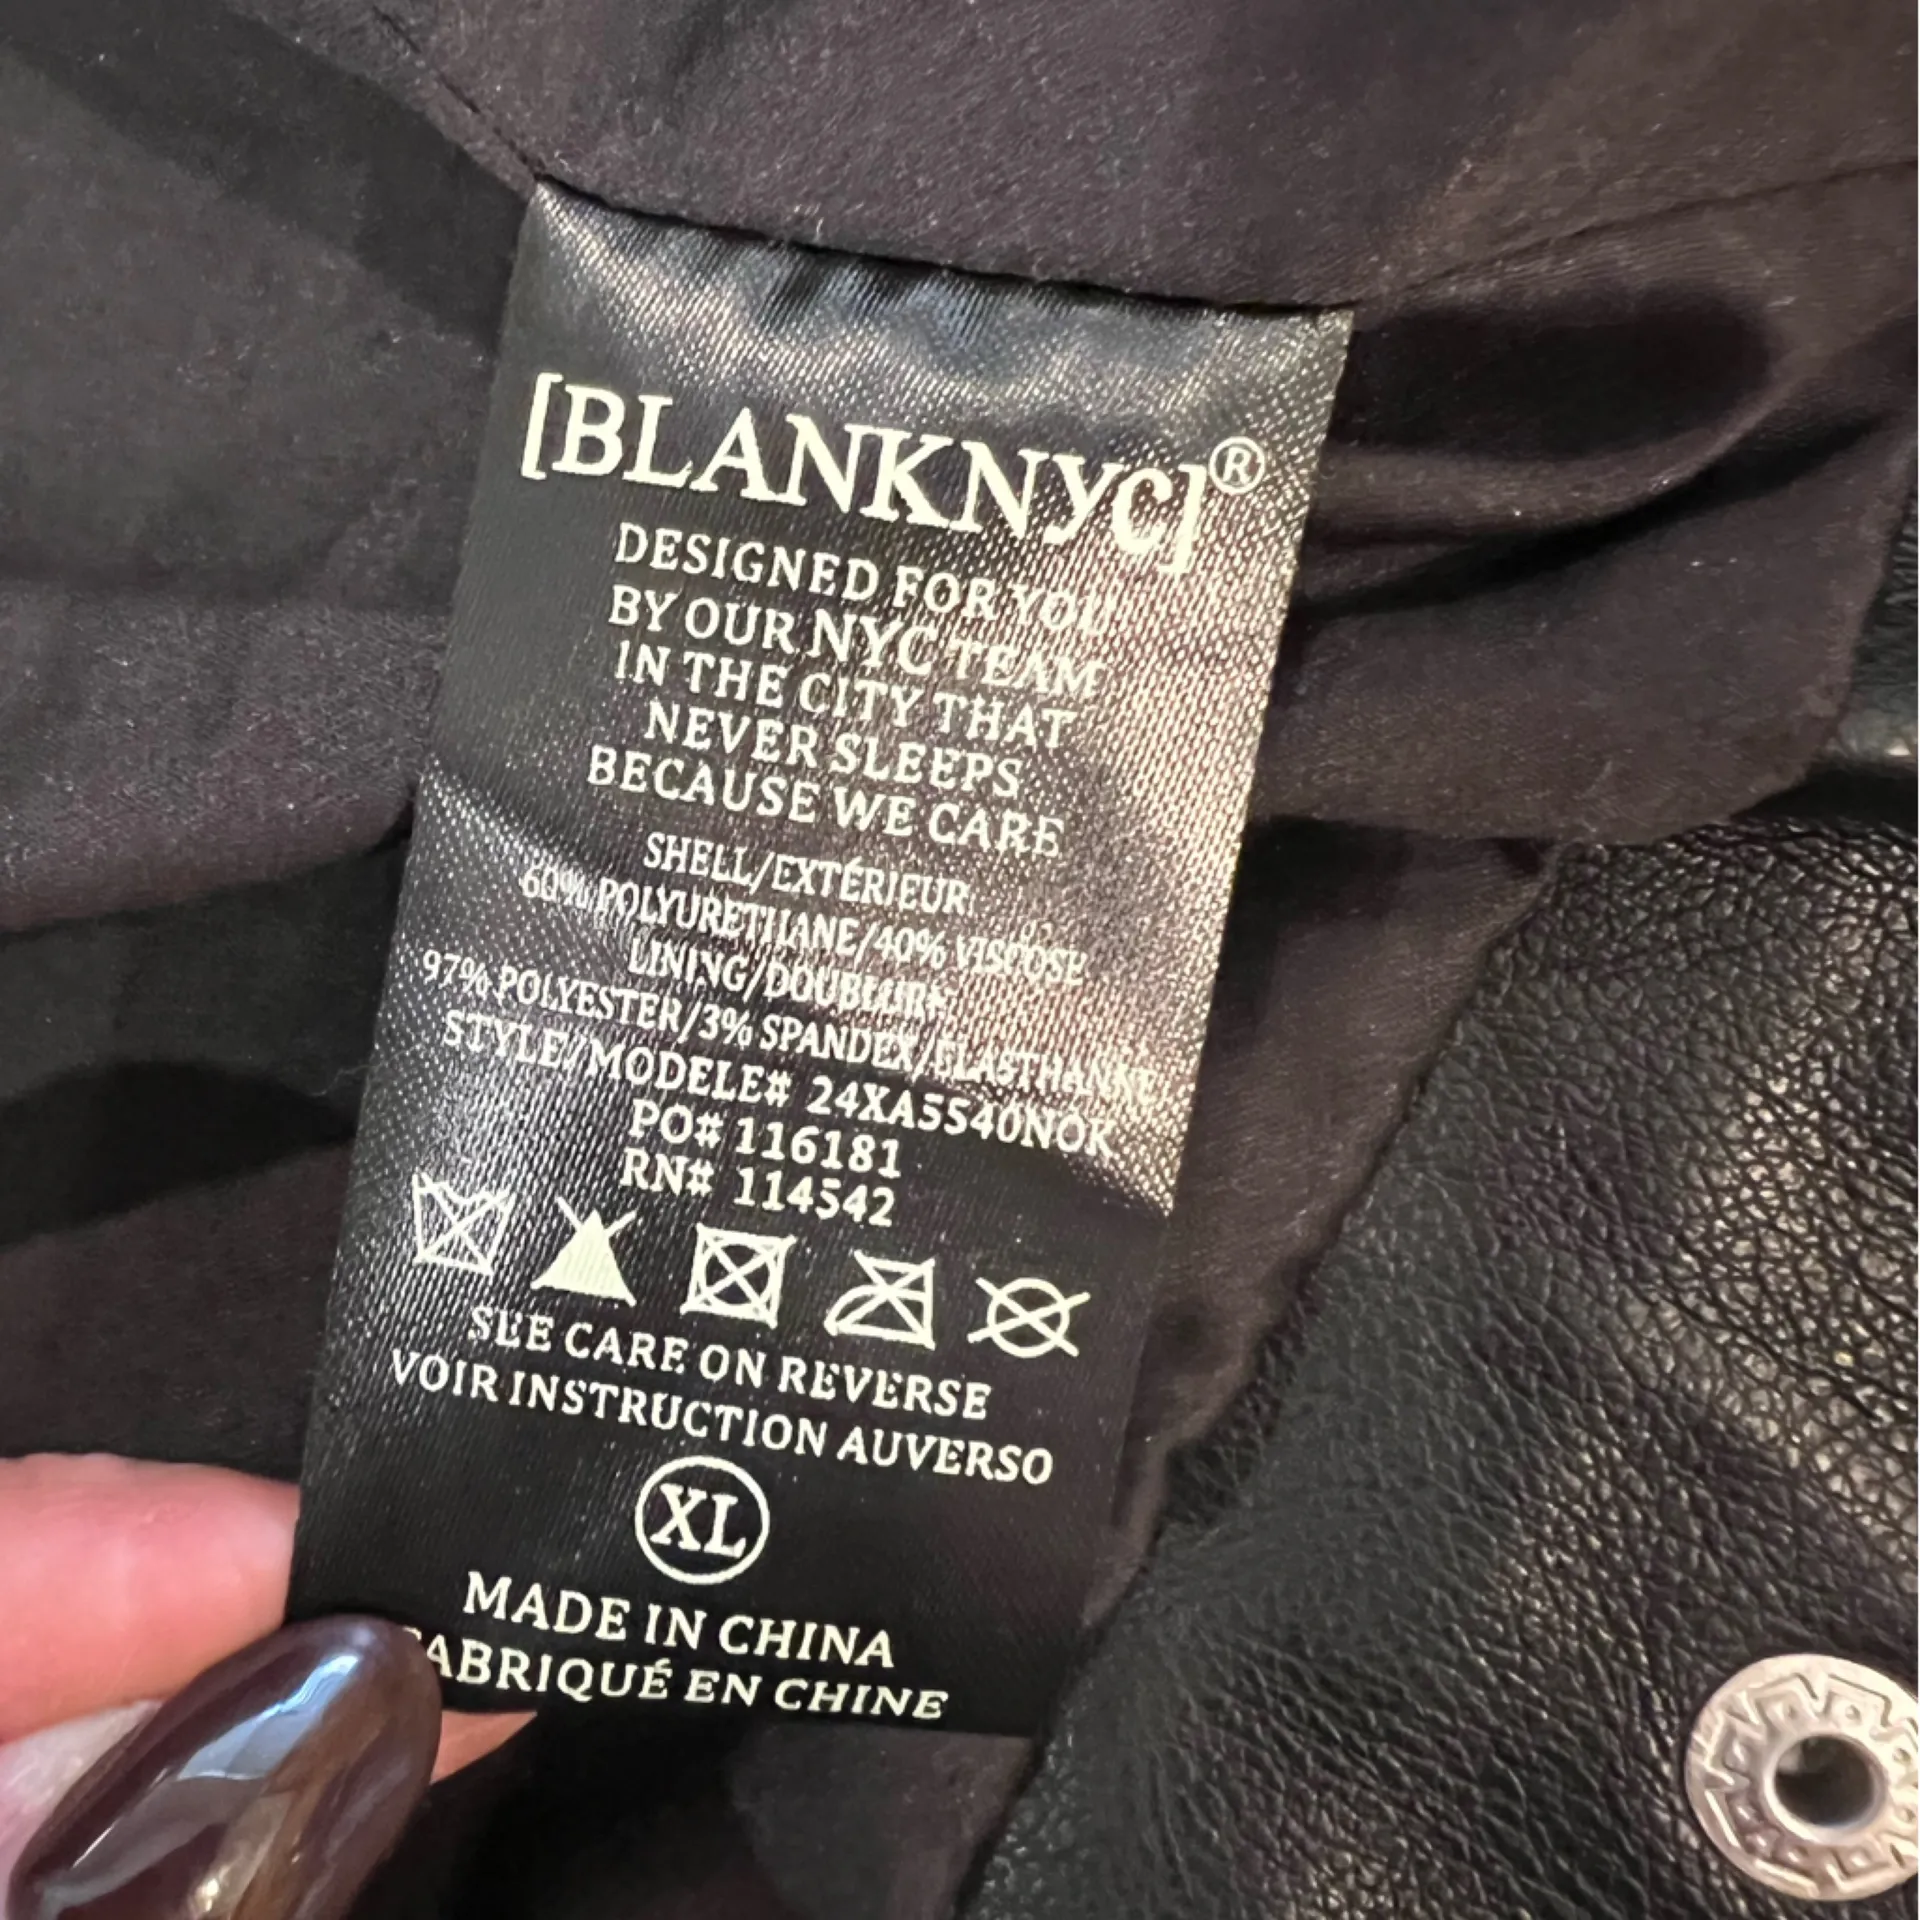 [BLANKNYC]®
DESIGNED FOR YOU
BY OUR NYC TEAM
IN THE CITY THAT
NEVER SLEEPS
BECAUSE WE CARE
SHELL/EXTÉRIEUR:
60% POLYURETHANE/40% VISCOSE
LINING/DOUBLURE:
97% POLYESTER/3% SPANDEX/ÉLASTHANNE
STYLE/MODELE# 24XA5540NOK
PO# 116181
RN# 114542
SEE CARE ON REVERSE
VOIR INSTRUCTION AUVERSO
XL
MADE IN CHINA
FABRIQUÉ EN CHINE